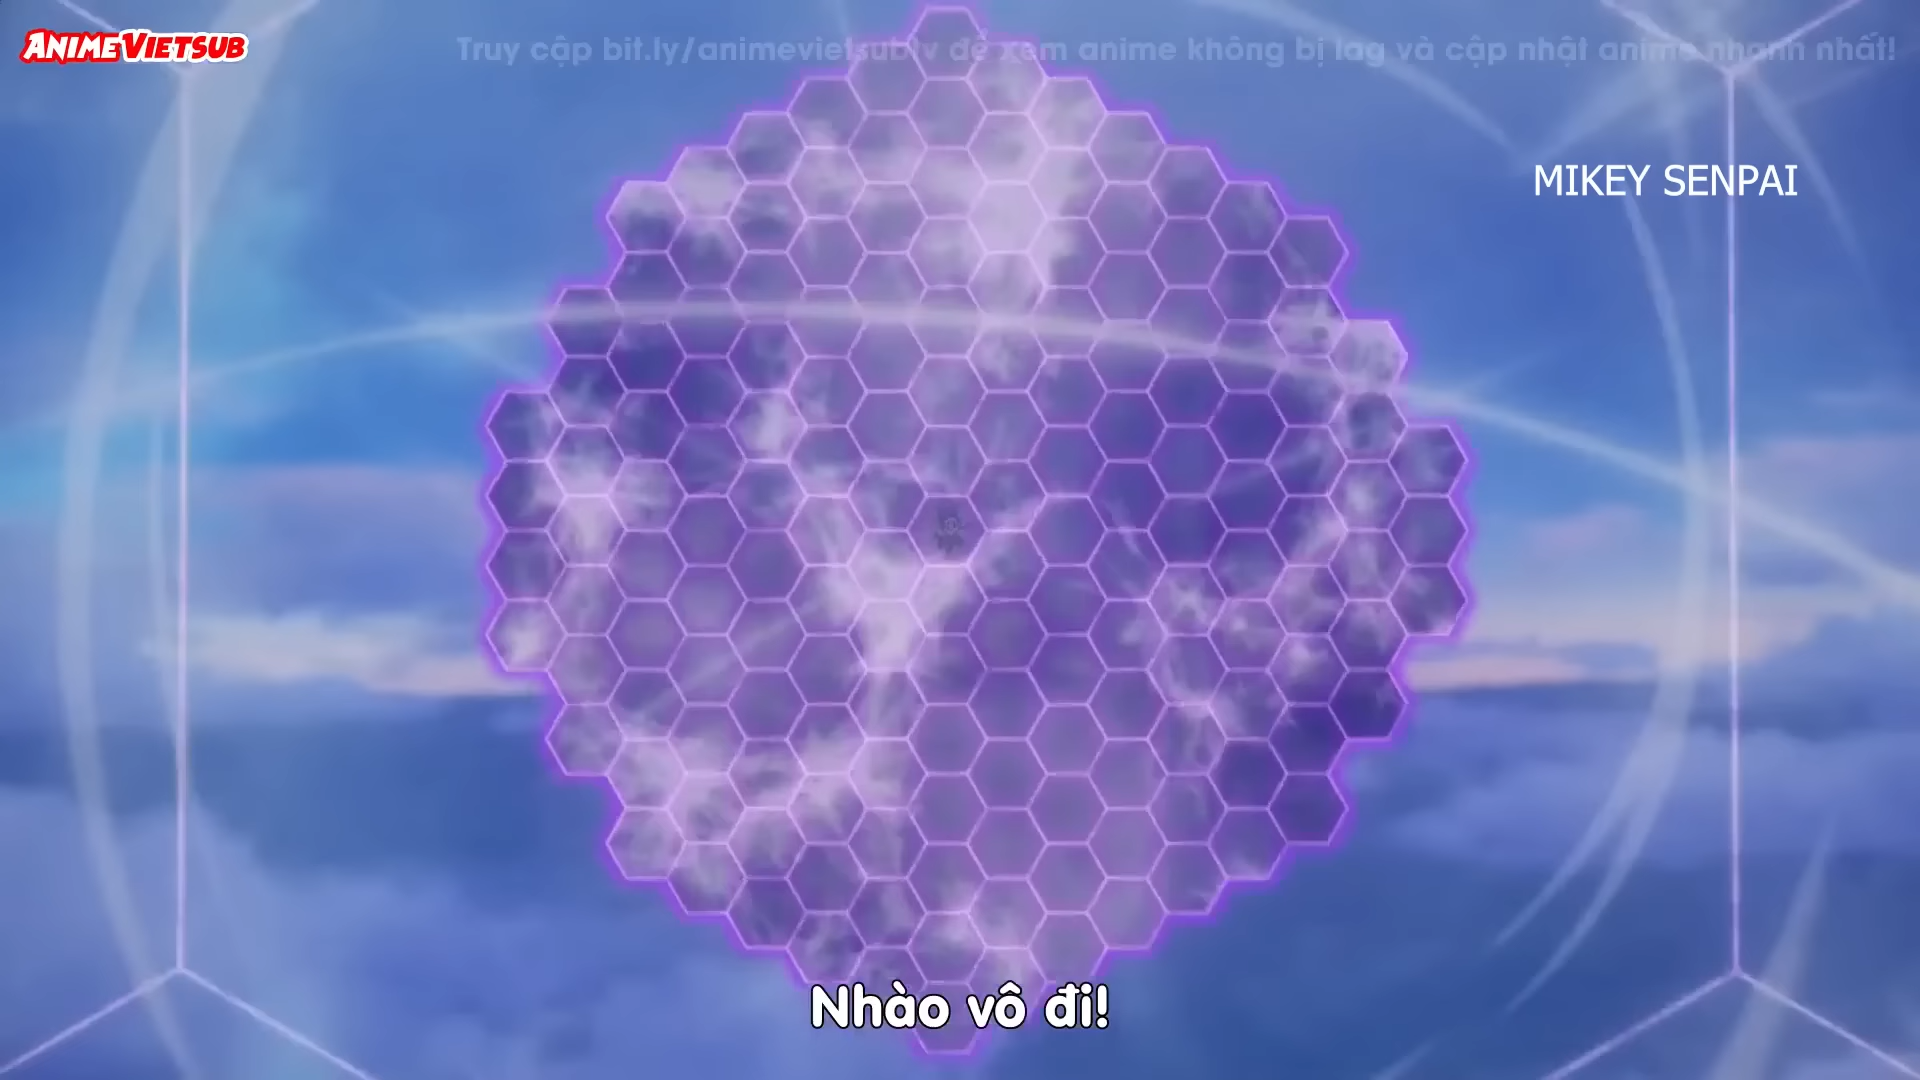 ANIMEVIETSUB
Truy cập bit.ly/animevietsubtv để xem anime không bị lag và cập nhật anime nhanh nhất!
MIKEY SENPAI
Nhào vô đi!